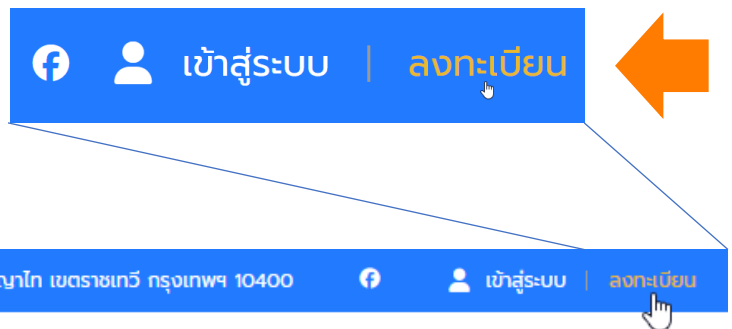 เข้าสู่ระบบ | ลงทะเบียน
ญาไท เขตราชเทวี กรุงเทพฯ 10400 เข้าสู่ระบบ | ลงทะเบียน